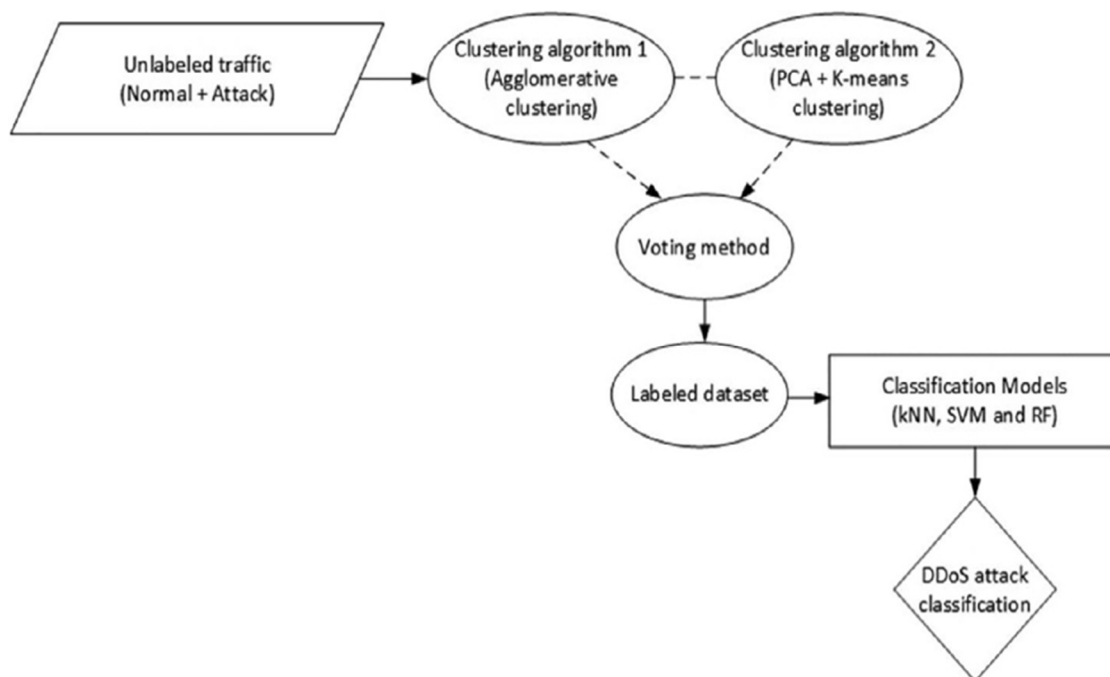 Unlabeled traffic
(Normal + Attack)
Clustering algorithm 1
(Agglomerative
clustering)
Clustering algorithm 2
(PCA + K-means
clustering)
Voting method
Labeled dataset
Classification Models
(kNN, SVM and RF)
DDoS attack
classification